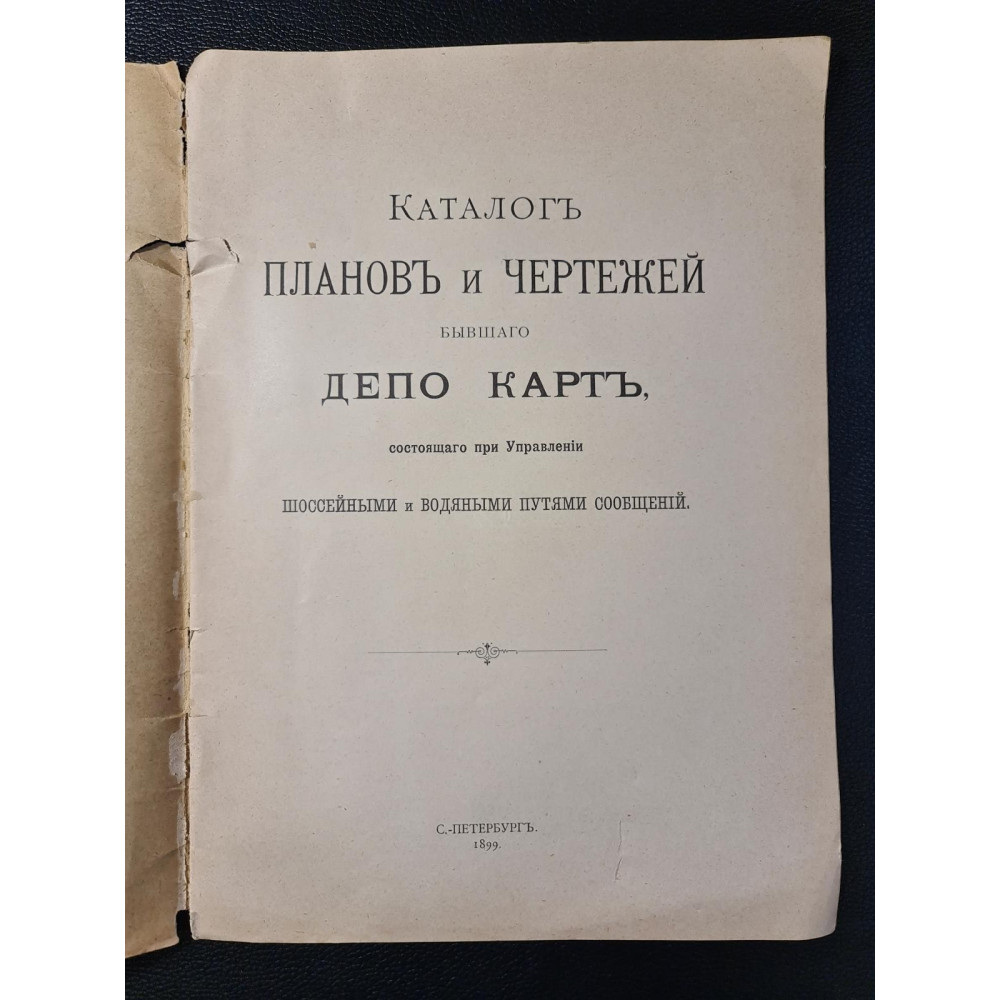 Каталогъ
ПЛАНОВЪ и ЧЕРТЕЖЕЙ
БЫВШАГО
ДЕПО КАРТЪ,
состоящаго при Управленіи
ШОССЕЙНЫМИ и ВОДЯНЫМИ ПУТЯМИ СООБЩЕНІЙ.
С.-ПЕТЕРБУРГЪ.
1899.